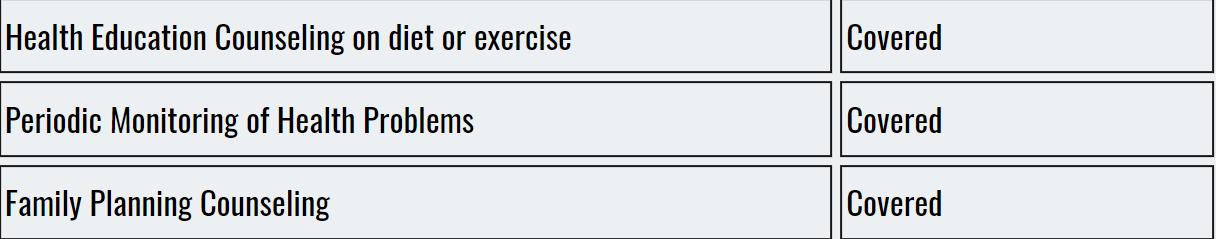 Health Education Counseling on diet or exercise Covered
Periodic Monitoring of Health Problems Covered
Family Planning Counseling Covered